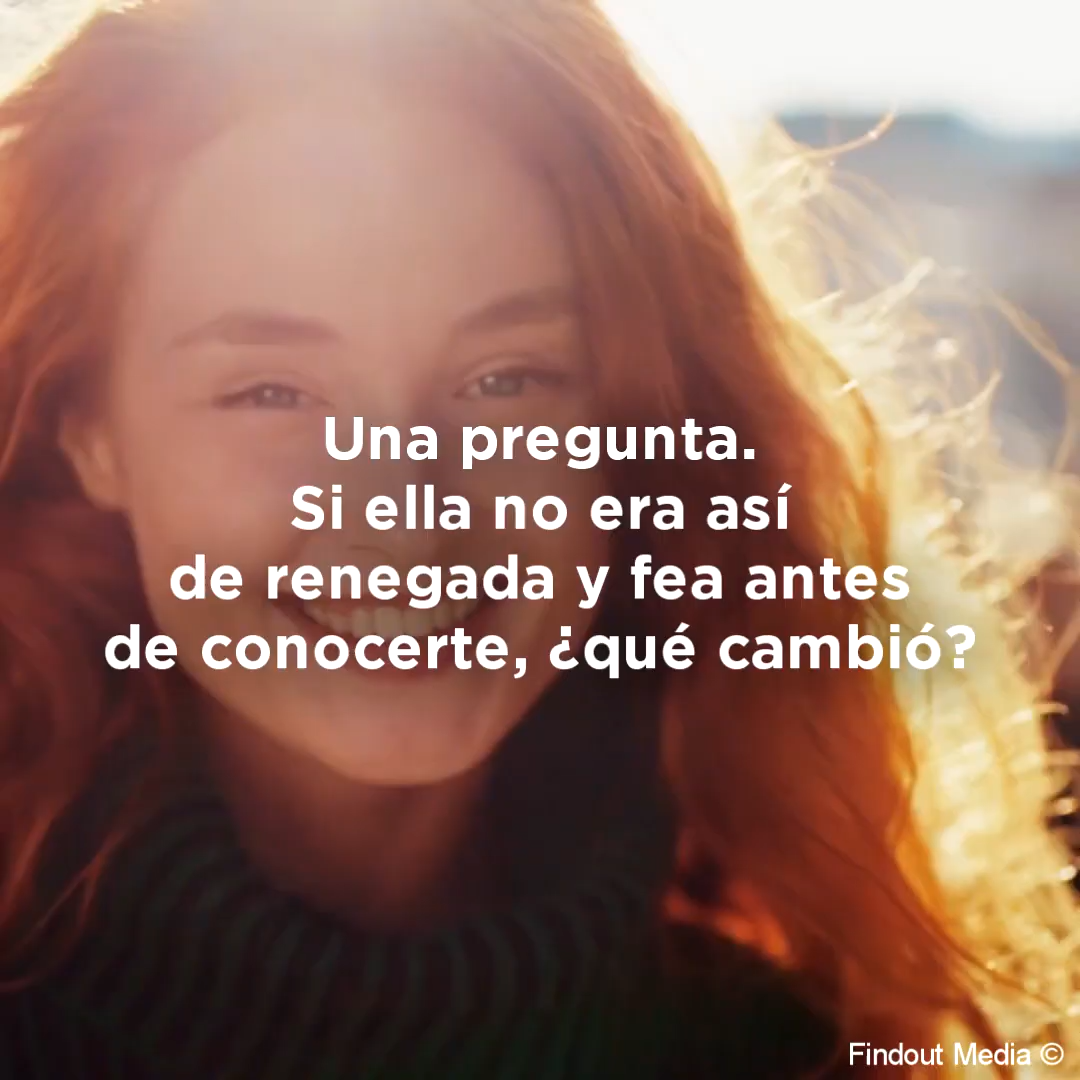 Una pregunta.
Si ella no era así
de renegada y fea antes
de conocerte, ¿qué cambió?
Findout Media ©